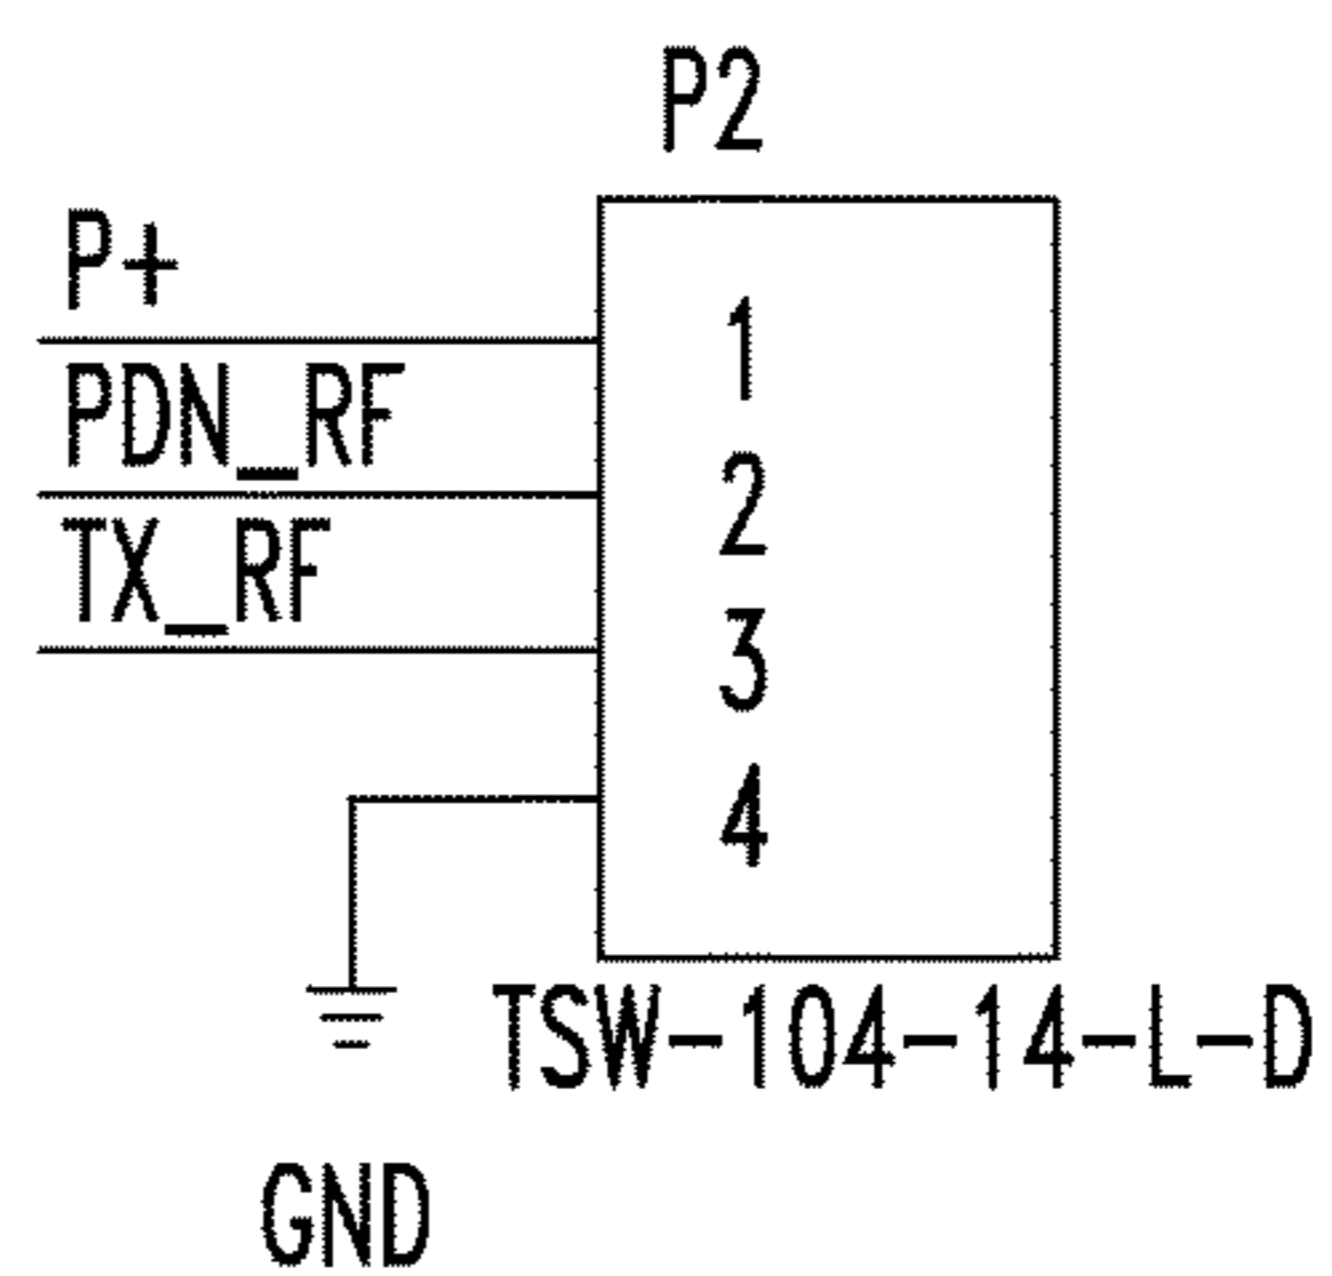 P2
P+
1
PDN_RF
2
TX_RF
3
4
TSW-104-14-L-D
GND